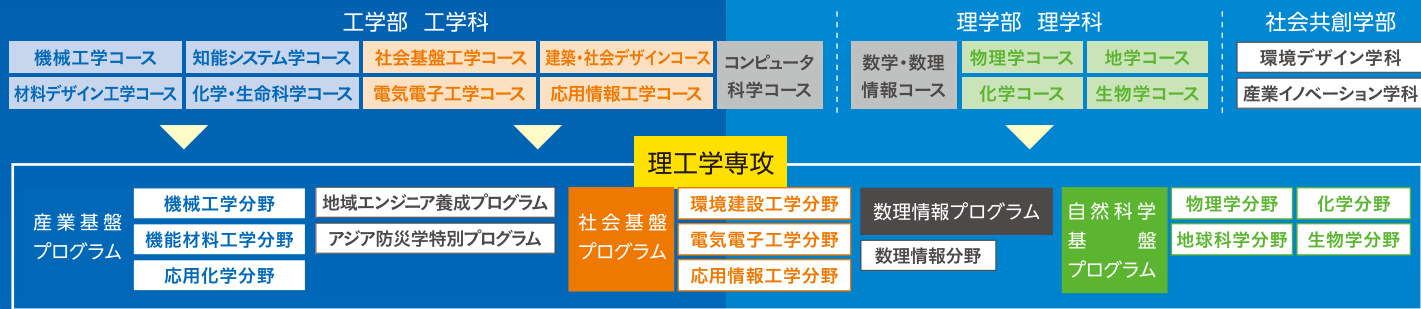 工学部 工学科
機械工学コース
知能システム学コース
社会基盤工学コース
建築・社会デザインコース
材料デザイン工学コース
化学・生命科学コース
電気電子工学コース
応用情報工学コース
コンピュータ
科学コース
理学部 理学科
数学・数理
情報コース
物理学コース
地学コース
化学コース
生物学コース
社会共創学部
環境デザイン学科
産業イノベーション学科
理工学専攻
産業基盤
プログラム
機械工学分野
機能材料工学分野
応用化学分野
地域エンジニア養成プログラム
アジア防災学特別プログラム
社会基盤
プログラム
環境建設工学分野
電気電子工学分野
応用情報工学分野
数理情報プログラム
数理情報分野
自然科学
基盤
プログラム
物理学分野
化学分野
地球科学分野
生物学分野